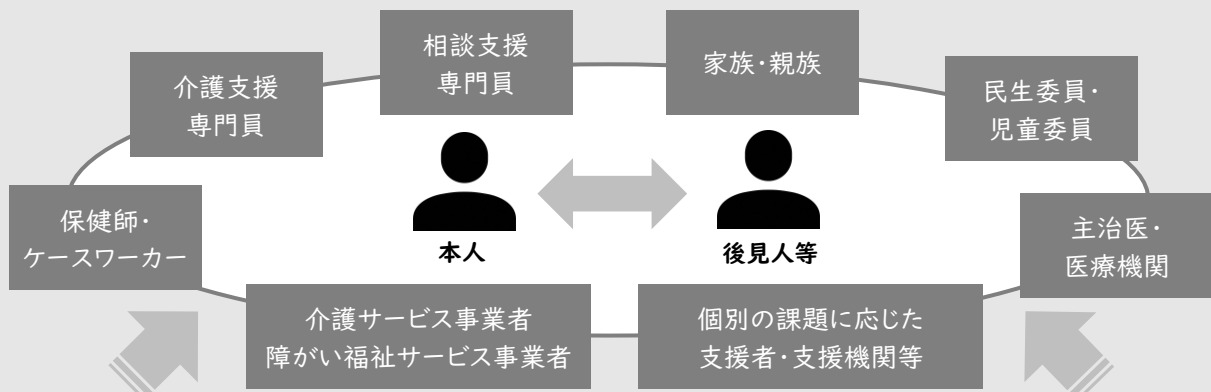 相談支援
専門員
家族・親族
介護支援
専門員
民生委員・
児童委員
保健師・
ケースワーカー
本人
後見人等
主治医・
医療機関
介護サービス事業者
障がい福祉サービス事業者
個別の課題に応じた
支援者・支援機関等